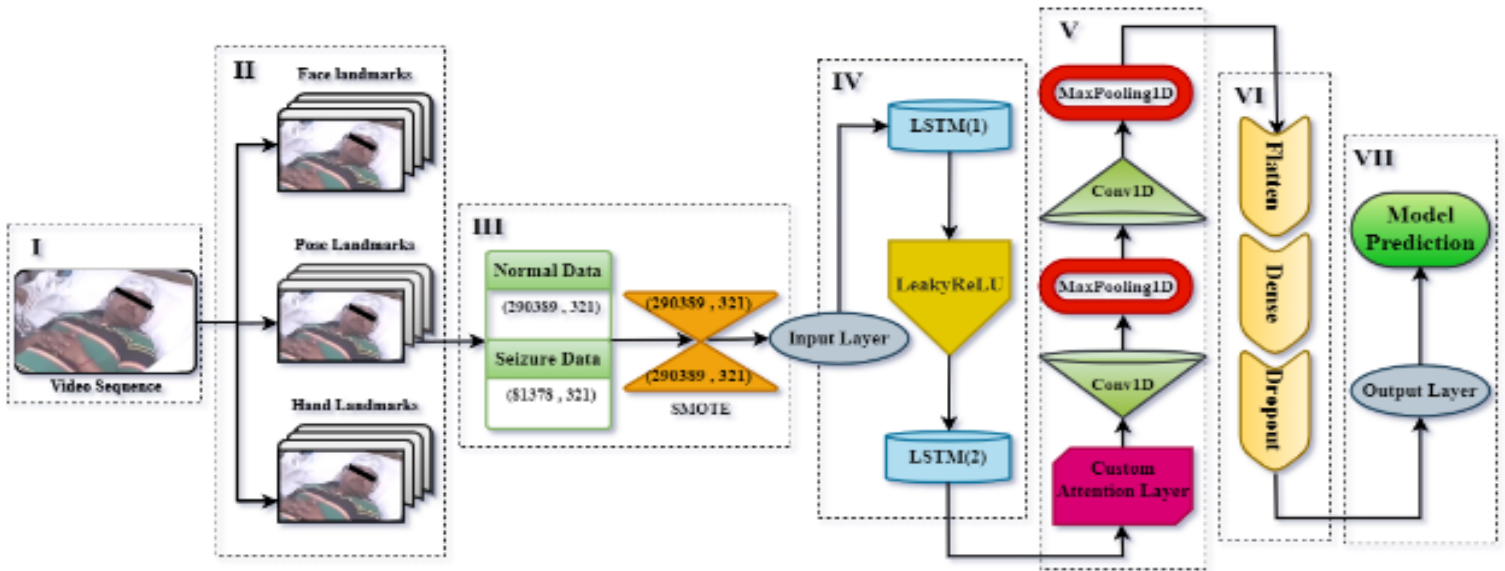 I
Video Sequence
II
Face landmarks
Pose Landmarks
Hand Landmarks
III
Normal Data
(290389 , 321)
Seizure Data
(81378 , 321)
(290389 , 321)
(290389 , 321)
SMOTE
Input Layer
IV
LSTM(1)
LeakyReLU
LSTM(2)
V
MaxPooling1D
Conv1D
MaxPooling1D
Conv1D
Custom
Attention Layer
VI
Flatten
Dense
Dropout
VII
Model
Prediction
Output Layer